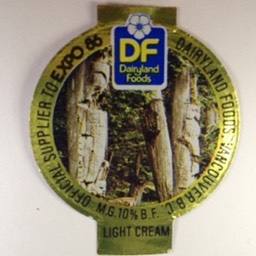 OFFICIAL SUPPLIER TO EXPO 86
DF
Dairyland
Foods
DAIRYLAND FOODS, VANCOUVER B.C.
M.G. 10% B.F.
LIGHT CREAM